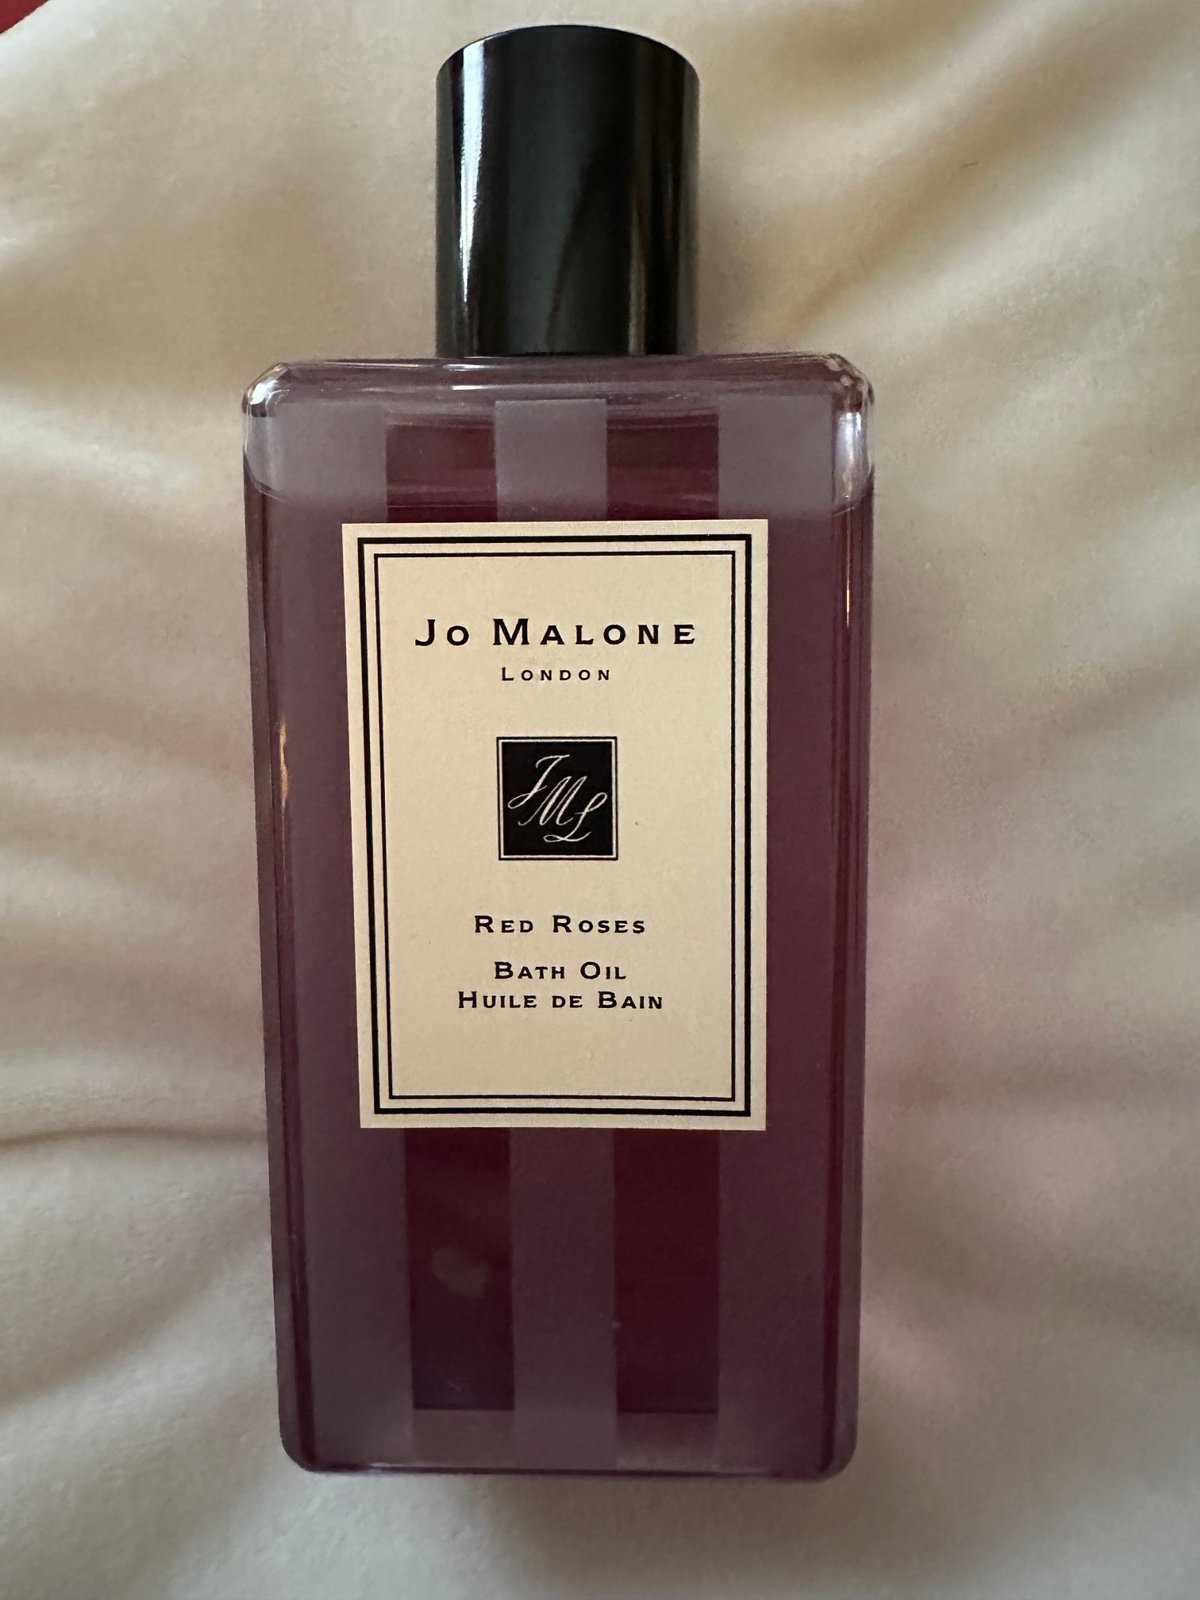 Jo Malone
London
JML
Red Roses
Bath Oil
Huile de Bain